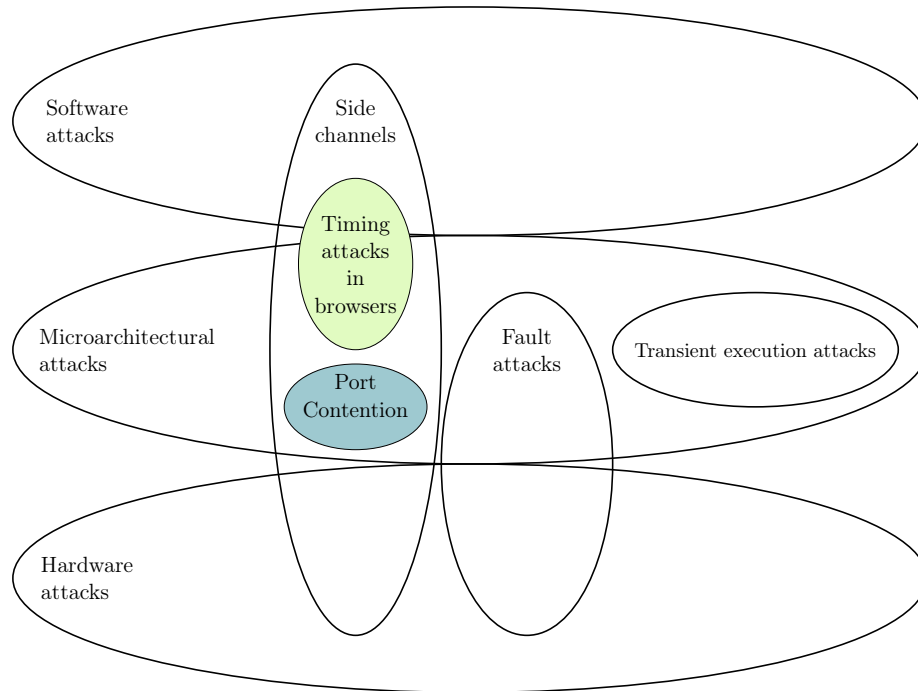 Software
attacks
Side
channels
Timing
attacks
in
browsers
Microarchitectural
attacks
Fault
attacks
Transient execution attacks
Port
Contention
Hardware
attacks